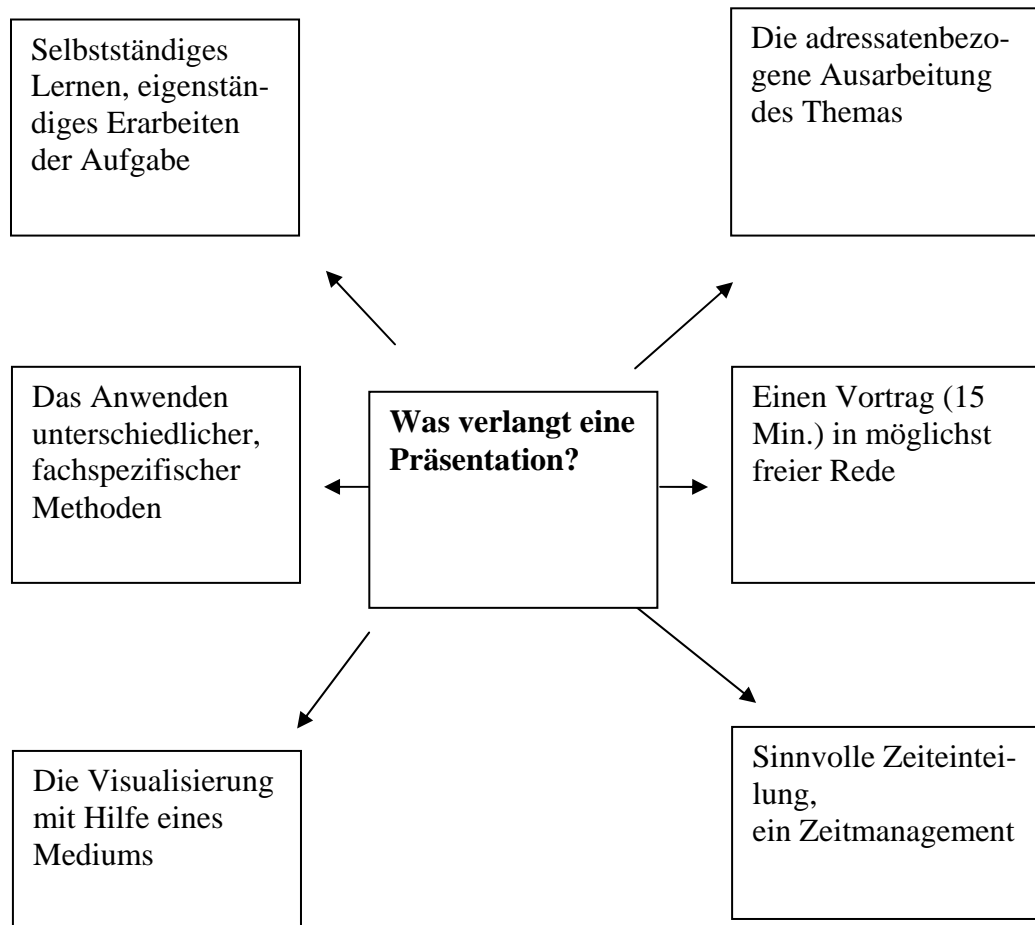 Selbstständiges
Lernen, eigenstän-
diges Erarbeiten
der Aufgabe
Die adressatenbezo-
gene Ausarbeitung
des Themas
Das Anwenden
unterschiedlicher,
fachspezifischer
Methoden
Was verlangt eine
Präsentation?
Einen Vortrag (15
Min.) in möglichst
freier Rede
Die Visualisierung
mit Hilfe eines
Mediums
Sinnvolle Zeiteintei-
lung,
ein Zeitmanagement